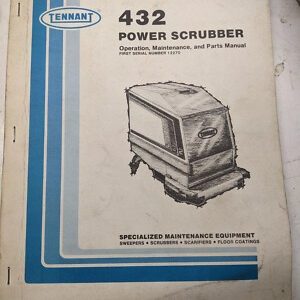 TENNANT
432
POWER SCRUBBER
Operation, Maintenance, and Parts Manual
FIRST SERIAL NUMBER
TENNANT
SPECIALIZED MAINTENANCE EQUIPMENT
SWEEPERS • SCRUBBERS • SCARIFIERS • FLOOR COATINGS